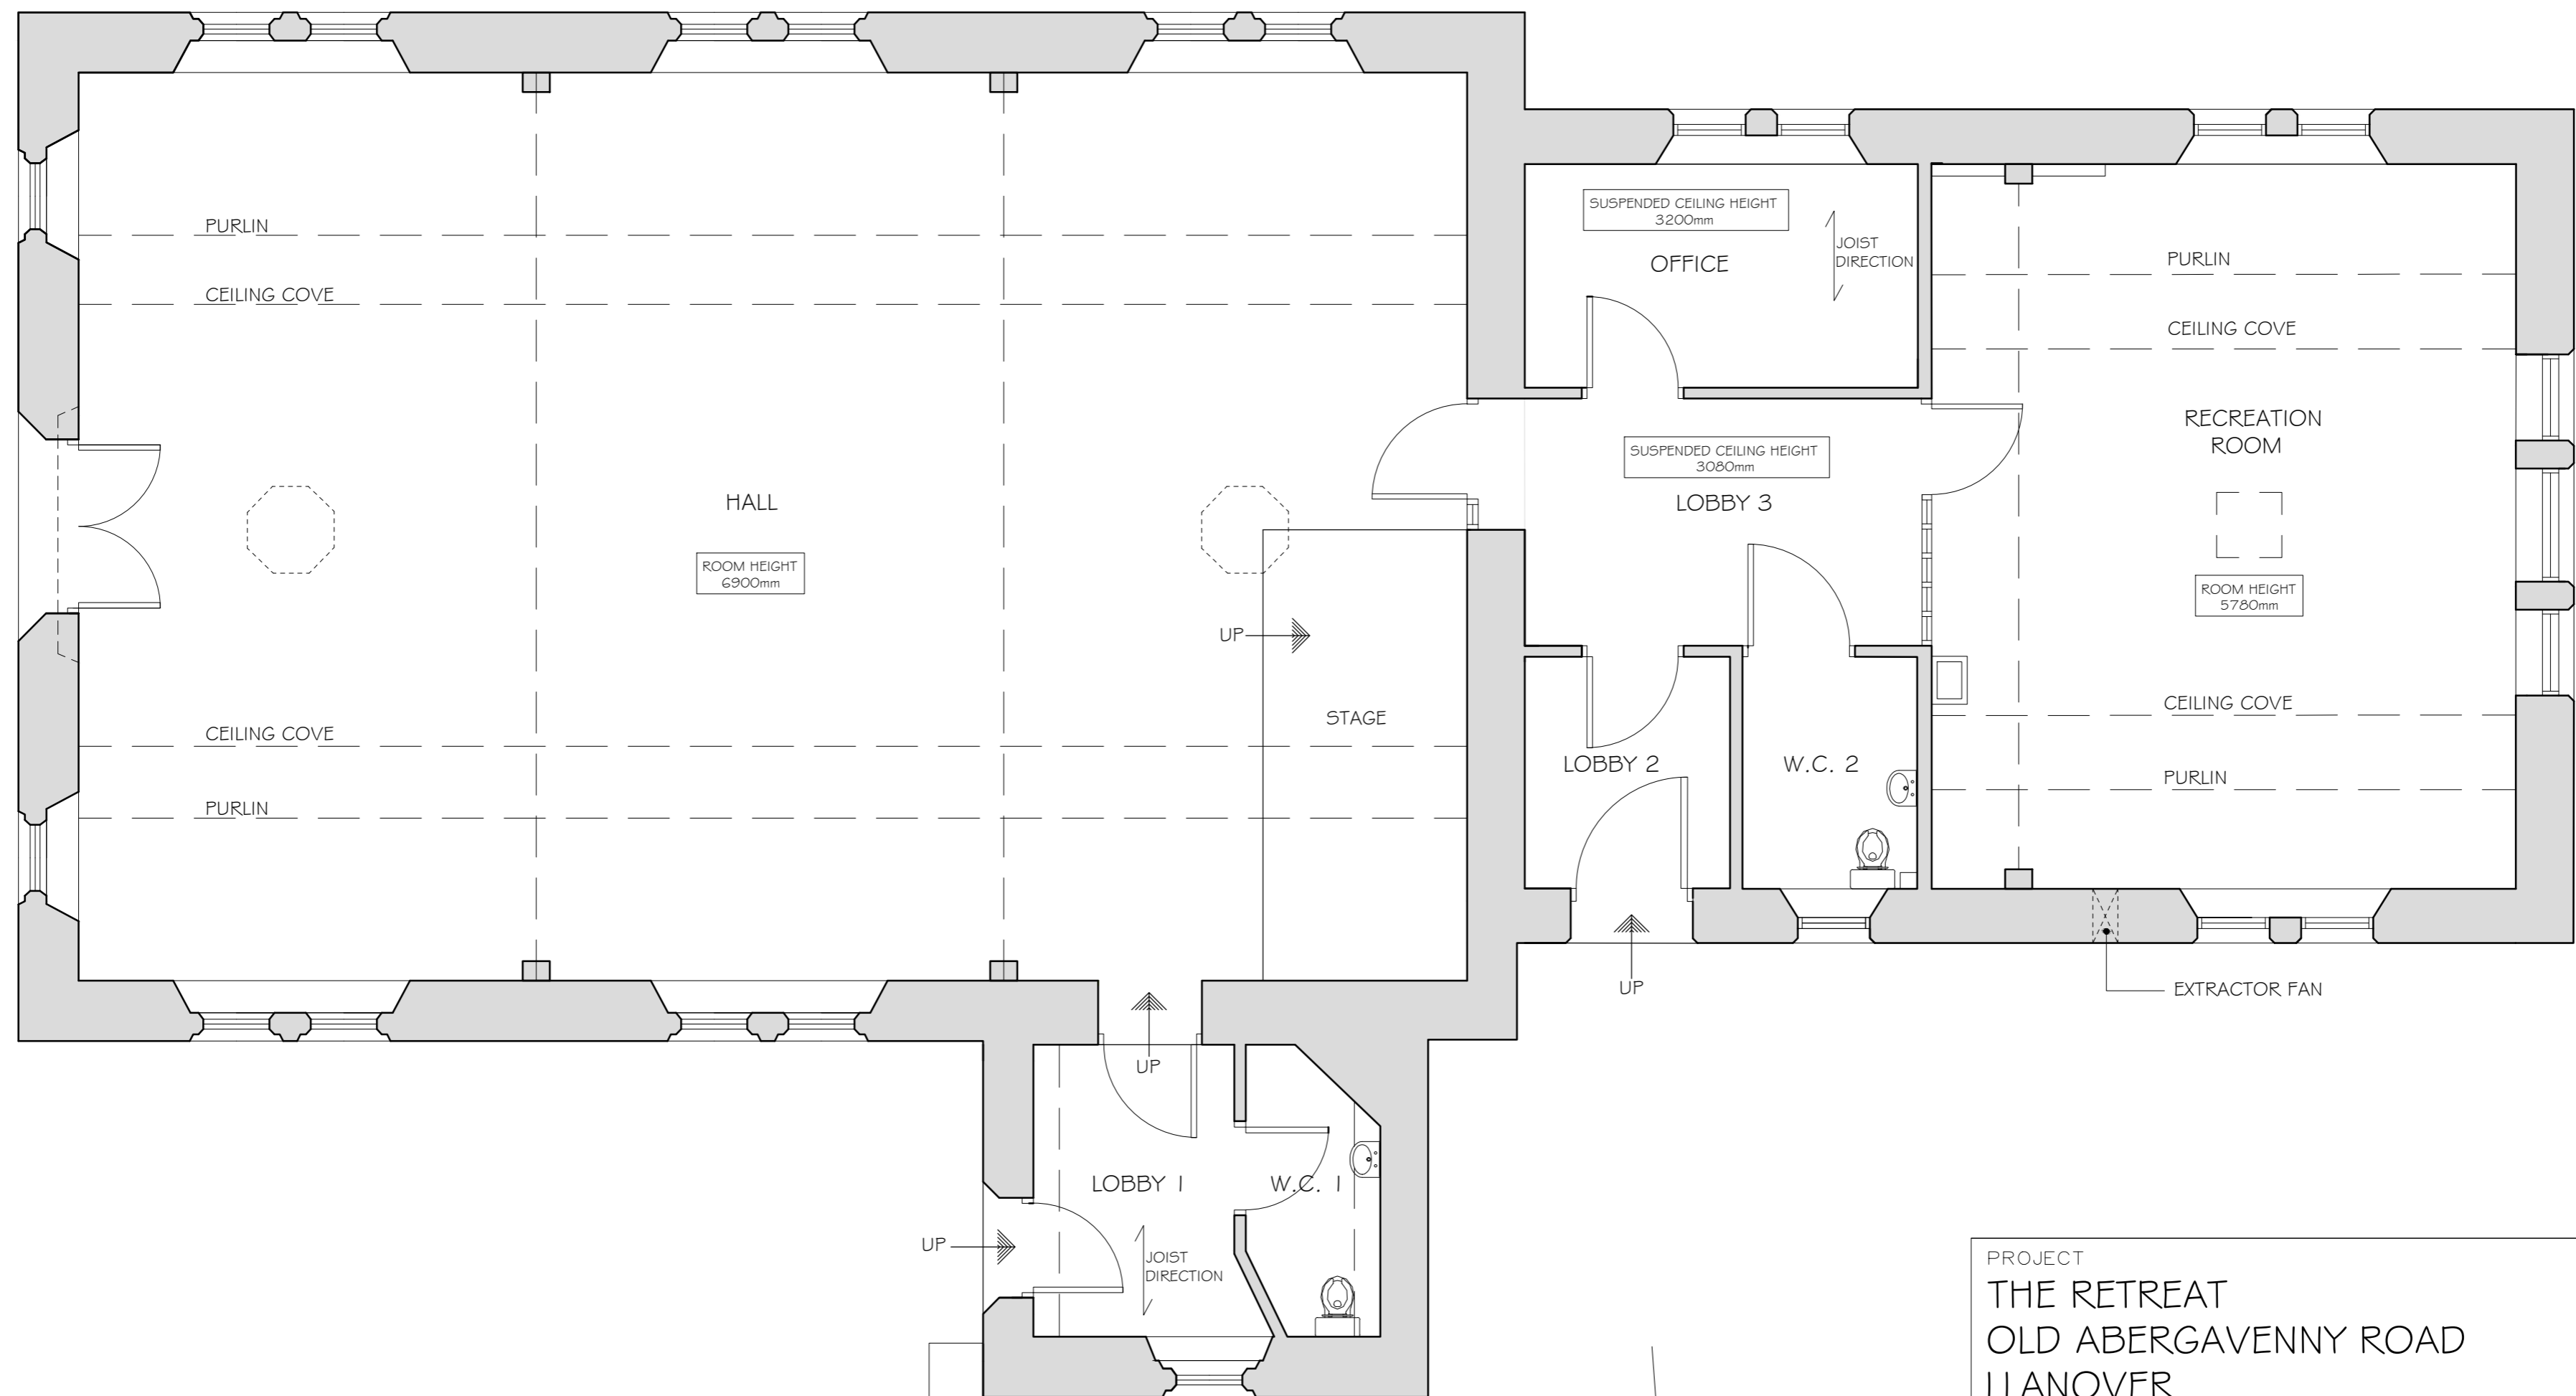 SUSPENDED CEILING HEIGHT
3200mm
OFFICE
JOIST
DIRECTION
PURLIN
CEILING COVE
PURLIN
CEILING COVE
RECREATION
ROOM
SUSPENDED CEILING HEIGHT
3080mm
LOBBY 3
HALL
ROOM HEIGHT
6900mm
ROOM HEIGHT
5780mm
UP
STAGE
CEILING COVE
PURLIN
LOBBY 2
W.C. 2
CEILING COVE
PURLIN
UP
EXTRACTOR FAN
UP
LOBBY 1
W.C. 1
UP
JOIST
DIRECTION
PROJECT
THE RETREAT
OLD ABERGAVENNY ROAD
LLANOVER